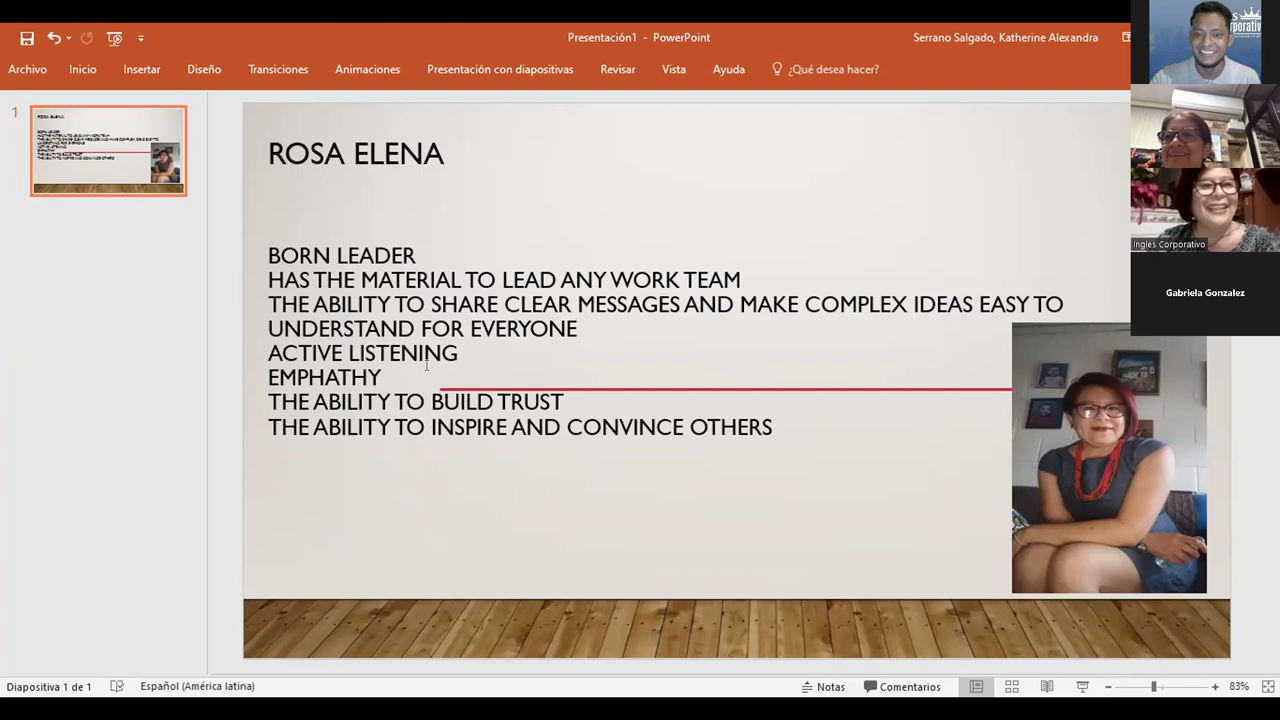 Presentación1 - PowerPoint
Serrano Salgado, Katherine Alexandra
Archivo Inicio Insertar Diseño Transiciones Animaciones Presentación con diapositivas Revisar Vista Ayuda ¿Qué desea hacer?
1
ROSA ELENA
BORN LEADER
HAS THE MATERIAL TO LEAD ANY WORK TEAM
THE ABILITY TO SHARE CLEAR MESSAGES AND MAKE COMPLEX IDEAS EASY TO
UNDERSTAND FOR EVERYONE
ACTIVE LISTENING
EMPHATHY
THE ABILITY TO BUILD TRUST
THE ABILITY TO INSPIRE AND CONVINCE OTHERS
Ingles Corporativo
Gabriela Gonzalez
Diapositiva 1 de 1 Español (América latina) Notas Comentarios 83%